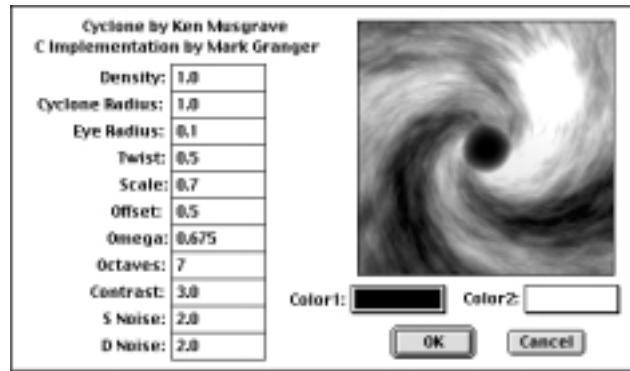 Cyclone by Ken Musgrave
C Implementation by Mark Granger
Density: 1.0
Cyclone Radius: 1.0
Eye Radius: 0.1
Twist: 0.5
Scale: 0.7
Offset: 0.5
Omega: 0.675
Octaves: 7
Contrast: 3.0
S Noise: 2.0
D Noise: 2.0
Color1: Color2:
OK Cancel